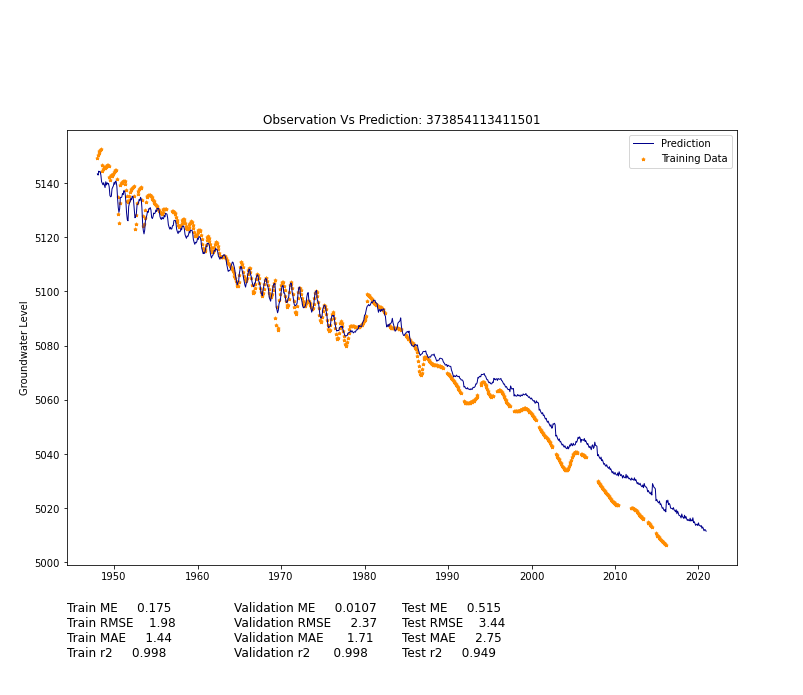 Observation Vs Prediction: 373854113411501
Prediction
Training Data
Groundwater Level
5140
5120
5100
5080
5060
5040
5020
5000
1950 1960 1970 1980 1990 2000 2010 2020
Train ME 0.175 Validation ME 0.0107 Test ME 0.515
Train RMSE 1.98 Validation RMSE 2.37 Test RMSE 3.44
Train MAE 1.44 Validation MAE 1.71 Test MAE 2.75
Train r2 0.998 Validation r2 0.998 Test r2 0.949